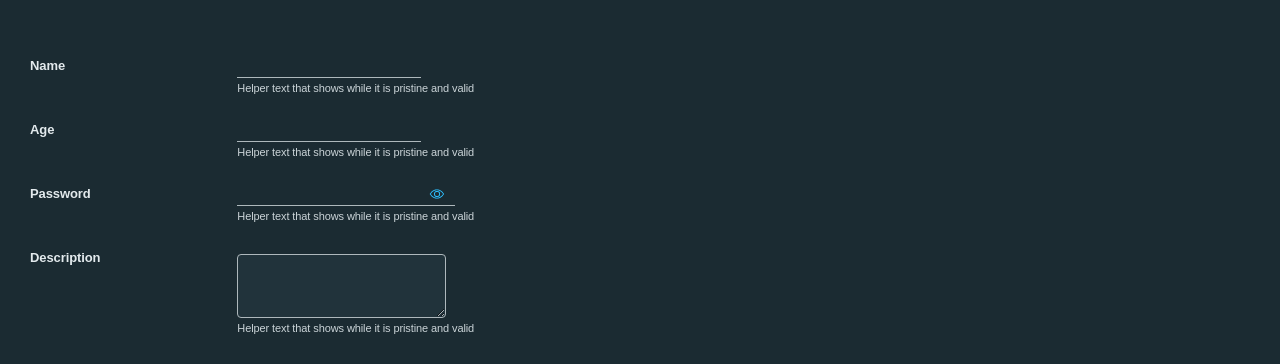 Name
Helper text that shows while it is pristine and valid
Age
Helper text that shows while it is pristine and valid
Password
Helper text that shows while it is pristine and valid
Description
Helper text that shows while it is pristine and valid